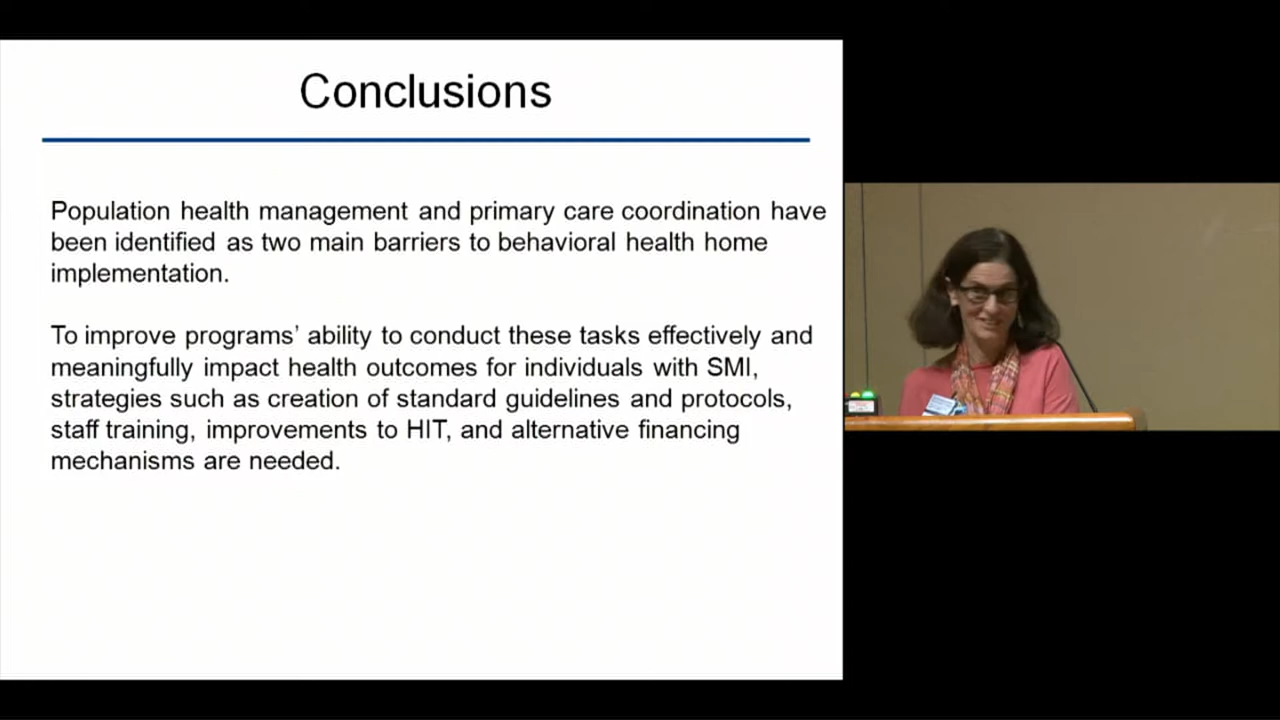 Conclusions
Population health management and primary care coordination have
been identified as two main barriers to behavioral health home
implementation.
To improve programs’ ability to conduct these tasks effectively and
meaningfully impact health outcomes for individuals with SMI,
strategies such as creation of standard guidelines and protocols,
staff training, improvements to HIT, and alternative financing
mechanisms are needed.